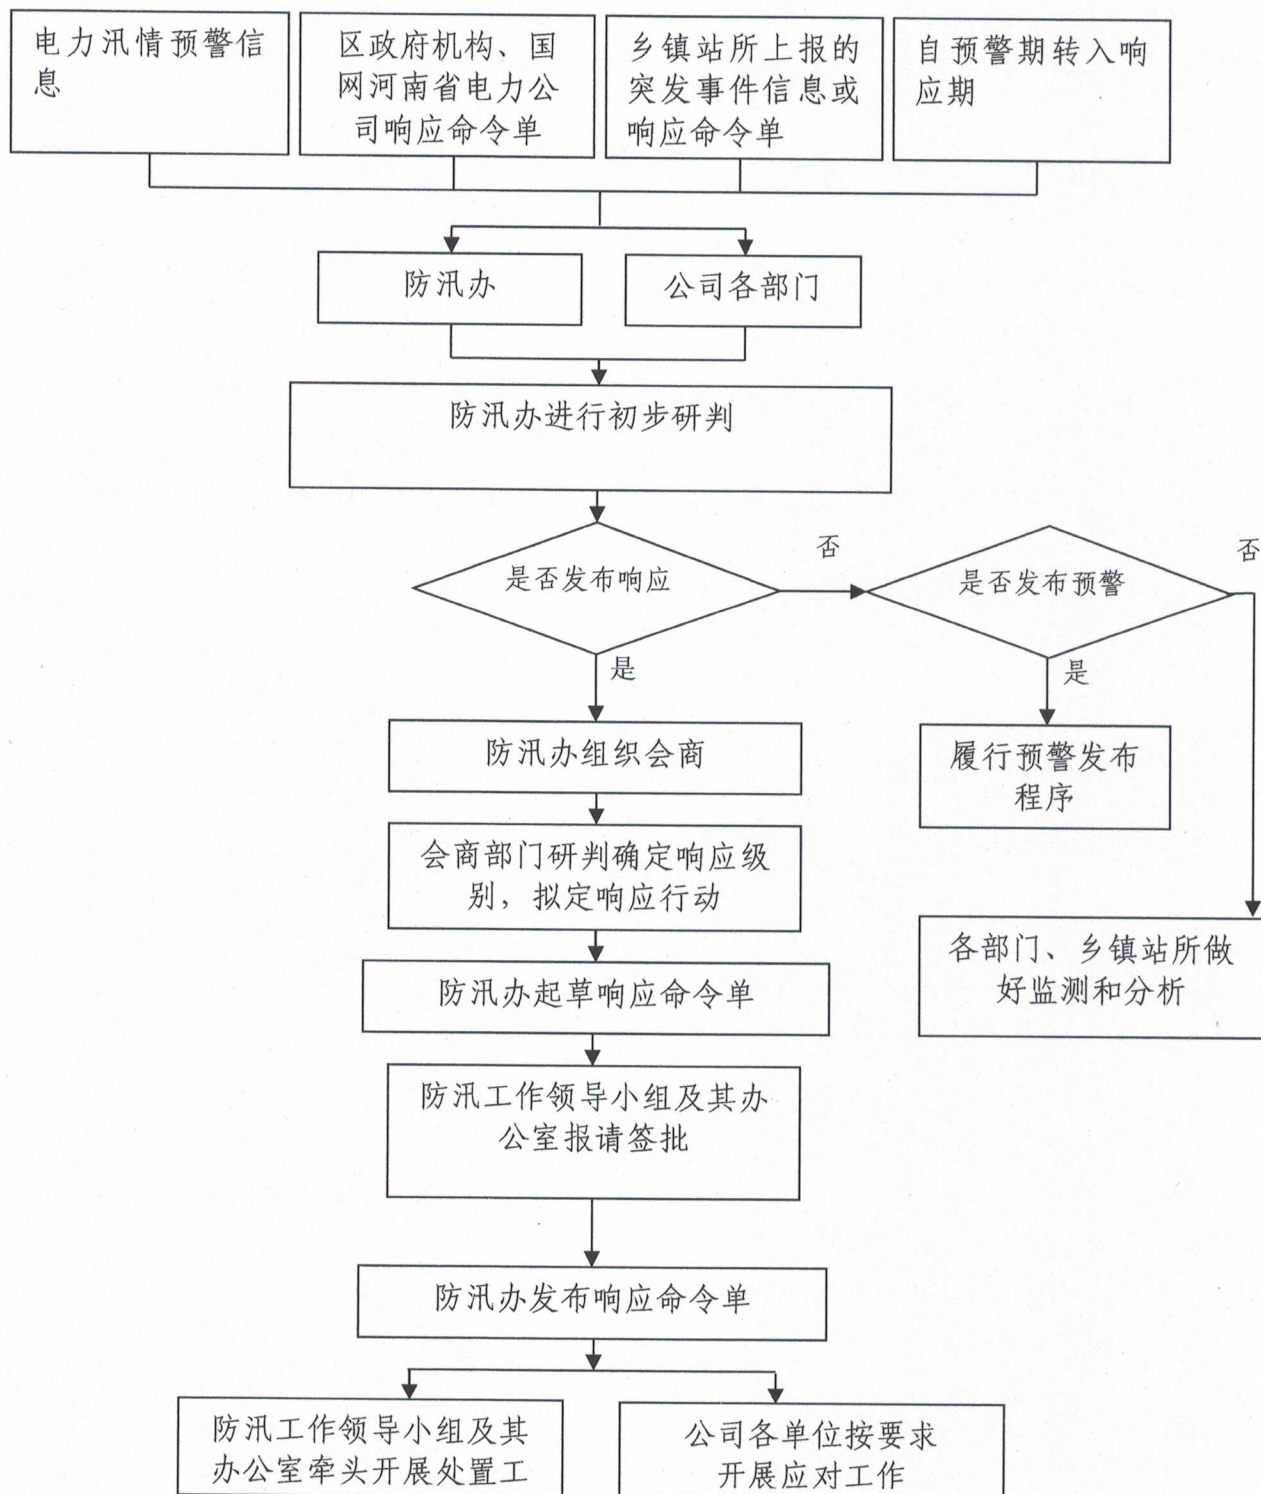 电力汛情预警信
息
区政府机构、国
网河南省电力公
司响应命令单
乡镇站所上报的
突发事件信息或
响应命令单
自预警期转入响
应期
防汛办
公司各部门
防汛办进行初步研判
是否发布响应
否
是否发布预警
否
是
是
防汛办组织会商
履行预警发布
程序
会商部门研判确定响应级
别，拟定响应行动
各部门、乡镇站所做
好监测和分析
防汛办起草响应命令单
防汛工作领导小组及其办
公室报请签批
防汛办发布响应命令单
防汛工作领导小组及其
办公室牵头开展处置工
公司各单位按要求
开展应对工作